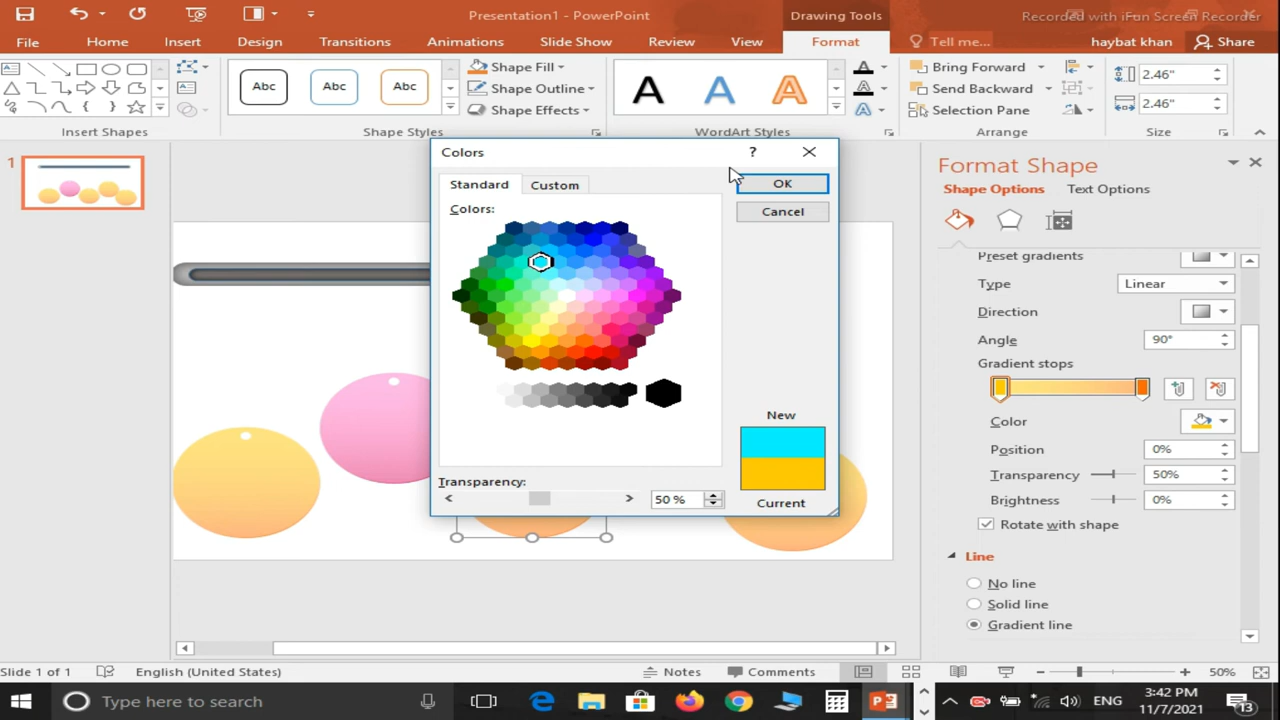 Presentation1 - PowerPoint
Drawing Tools
Recorded with iFun Screen Recorder
File Home Insert Design Transitions Animations Slide Show Review View Format Tell me... haybat khan Share
Abc Abc Abc
Shape Fill
Shape Outline
Shape Effects
A A A
A
A
A
Bring Forward
Send Backward
Selection Pane
2.46"
2.46"
Insert Shapes Shape Styles WordArt Styles Arrange Size
1
Colors
?
Standard Custom
OK
Cancel
Colors:
New
Current
Transparency:
50 %
Format Shape
Shape Options Text Options
Preset gradients
Type Linear
Direction
Angle 90°
Gradient stops
Color
Position 0%
Transparency 50%
Brightness 0%
Rotate with shape
Line
No line
Solid line
Gradient line
Slide 1 of 1 English (United States) Notes Comments 50%
Type here to search
ENG
3:42 PM
11/7/2021
13